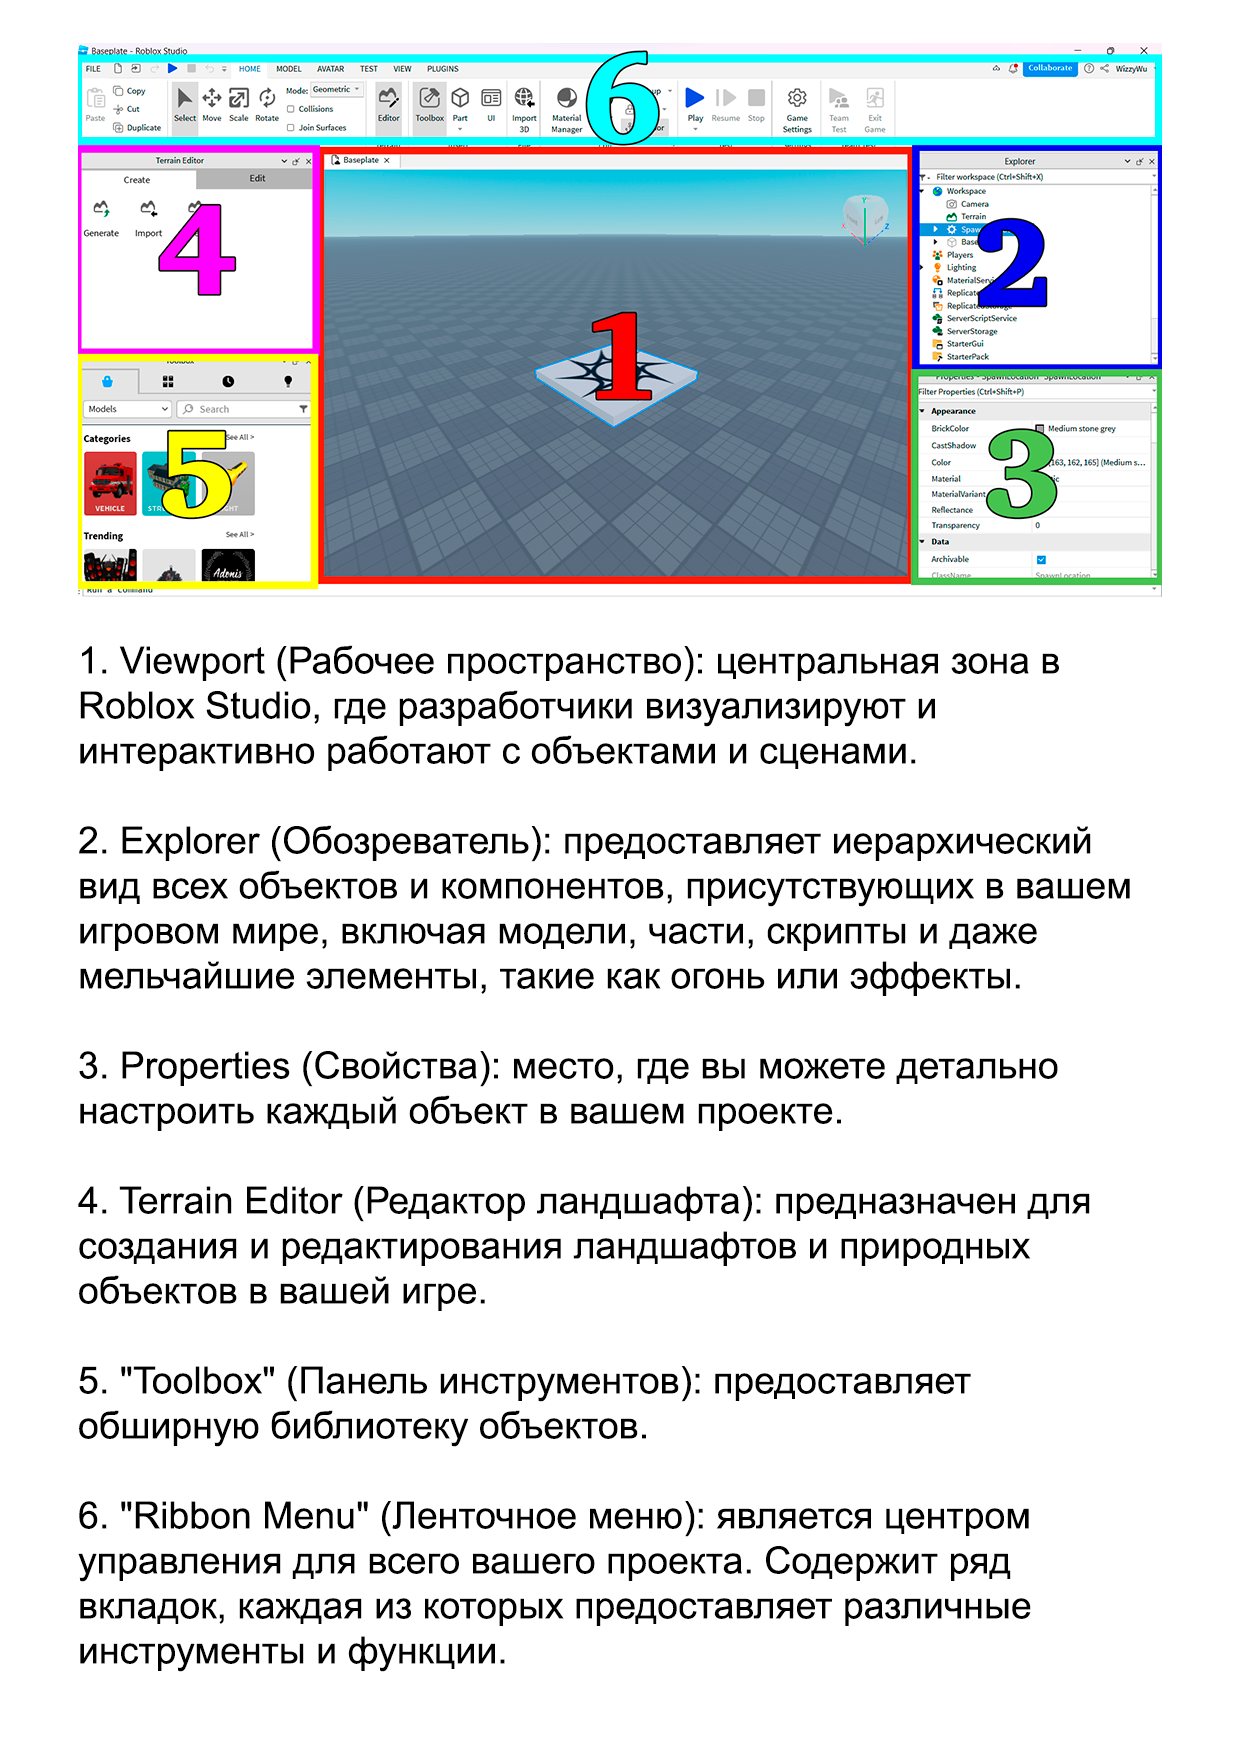 Baseplate - Roblox Studio
FILE HOME MODEL AVATAR TEST VIEW PLUGINS Collaborate WizzyWu
Paste Copy Cut Duplicate
Select Move Scale Rotate
Mode: Geometric
Collisions
Join Surfaces
Editor Toolbox Part UI Import 3D Material Manager
Play Resume Stop Game Settings Team Test Exit Game
6
Terrain Editor
Create Edit
Generate Import
4
Toolbox
Models Search
Categories See All >
VEHICLE
5
Trending See All >
Adonis
Run a command
Baseplate
1
Explorer
Filter workspace (Ctrl+Shift+X)
Workspace
Camera
Terrain
Players
Lighting
ServerScriptService
ServerStorage
StarterGui
StarterPack
2
Properties - SpawnLocation "SpawnLocation"
Filter Properties (Ctrl+Shift+P)
Appearance
BrickColor Medium stone grey
CastShadow
Color [163, 162, 165] (Medium s...
Material
MaterialVariant
Reflectance
Transparency 0
Data
Archivable
ClassName SpawnLocation
3
1. Viewport (Рабочее пространство): центральная зона в
Roblox Studio, где разработчики визуализируют и
интерактивно работают с объектами и сценами.
2. Explorer (Обозреватель): предоставляет иерархический
вид всех объектов и компонентов, присутствующих в вашем
игровом мире, включая модели, части, скрипты и даже
мельчайшие элементы, такие как огонь или эффекты.
3. Properties (Свойства): место, где вы можете детально
настроить каждый объект в вашем проекте.
4. Terrain Editor (Редактор ландшафта): предназначен для
создания и редактирования ландшафтов и природных
объектов в вашей игре.
5. "Toolbox" (Панель инструментов): предоставляет
обширную библиотеку объектов.
6. "Ribbon Menu" (Ленточное меню): является центром
управления для всего вашего проекта. Содержит ряд
вкладок, каждая из которых предоставляет различные
инструменты и функции.